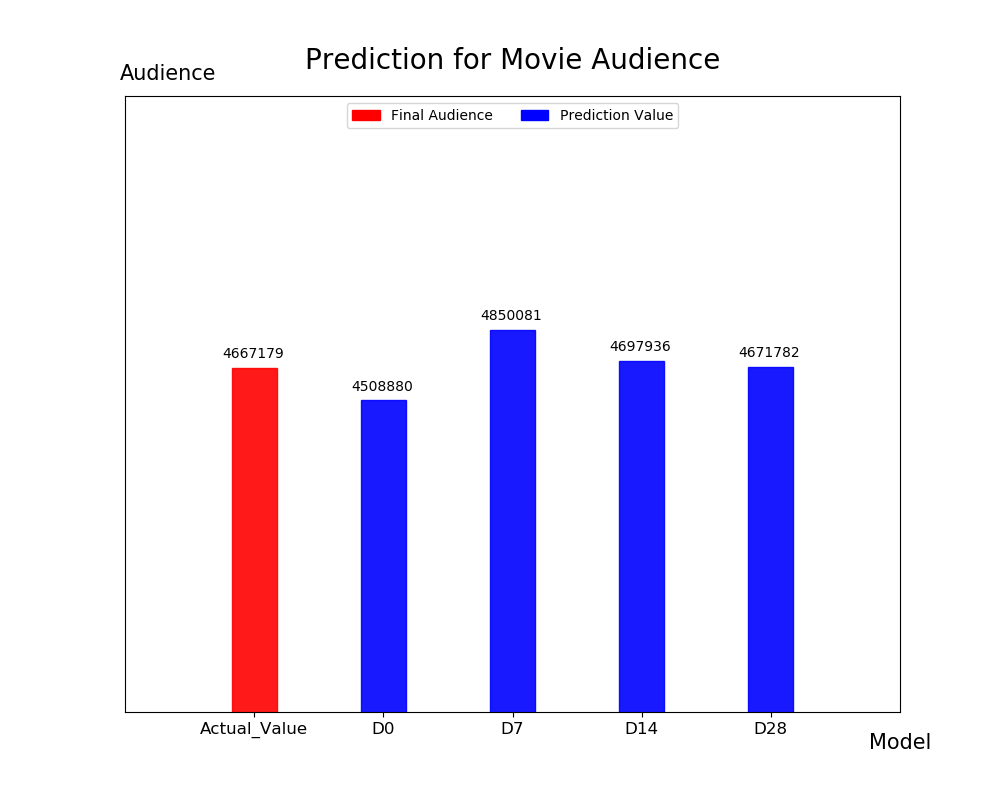 Prediction for Movie Audience
Audience
Final Audience
Prediction Value
4667179
4508880
4850081
4697936
4671782
Actual_Value
D0
D7
D14
D28
Model